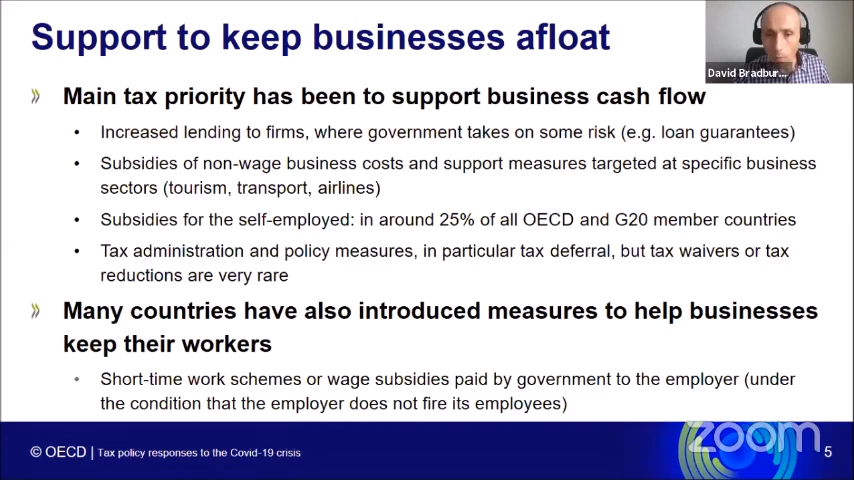 Support to keep businesses afloat
David Bradbur...
Main tax priority has been to support business cash flow
• Increased lending to firms, where government takes on some risk (e.g. loan guarantees)
• Subsidies of non-wage business costs and support measures targeted at specific business
sectors (tourism, transport, airlines)
• Subsidies for the self-employed: in around 25% of all OECD and G20 member countries
• Tax administration and policy measures, in particular tax deferral, but tax waivers or tax
reductions are very rare
Many countries have also introduced measures to help businesses
keep their workers
• Short-time work schemes or wage subsidies paid by government to the employer (under
the condition that the employer does not fire its employees)
© OECD | Tax policy responses to the Covid-19 crisis
zoom
5